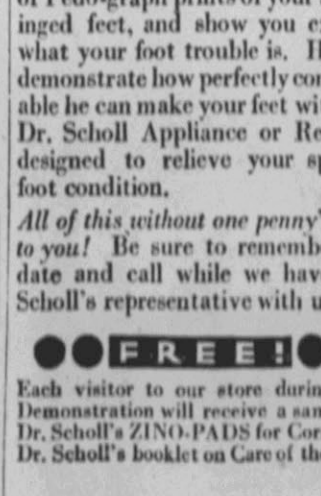 inged feet, and show you
what your foot trouble is.
demonstrate how perfectly
able he can make your feet
Dr. Scholl Appliance or
designed to relieve your
foot condition.
All of this without one penny
to you! Be sure to
date and call while we
Scholl's representative with
FREE!
Each visitor to our store
Demonstration will receive a
Dr. Scholl's ZINO-PADS for
Dr. Scholl's booklet on Care of